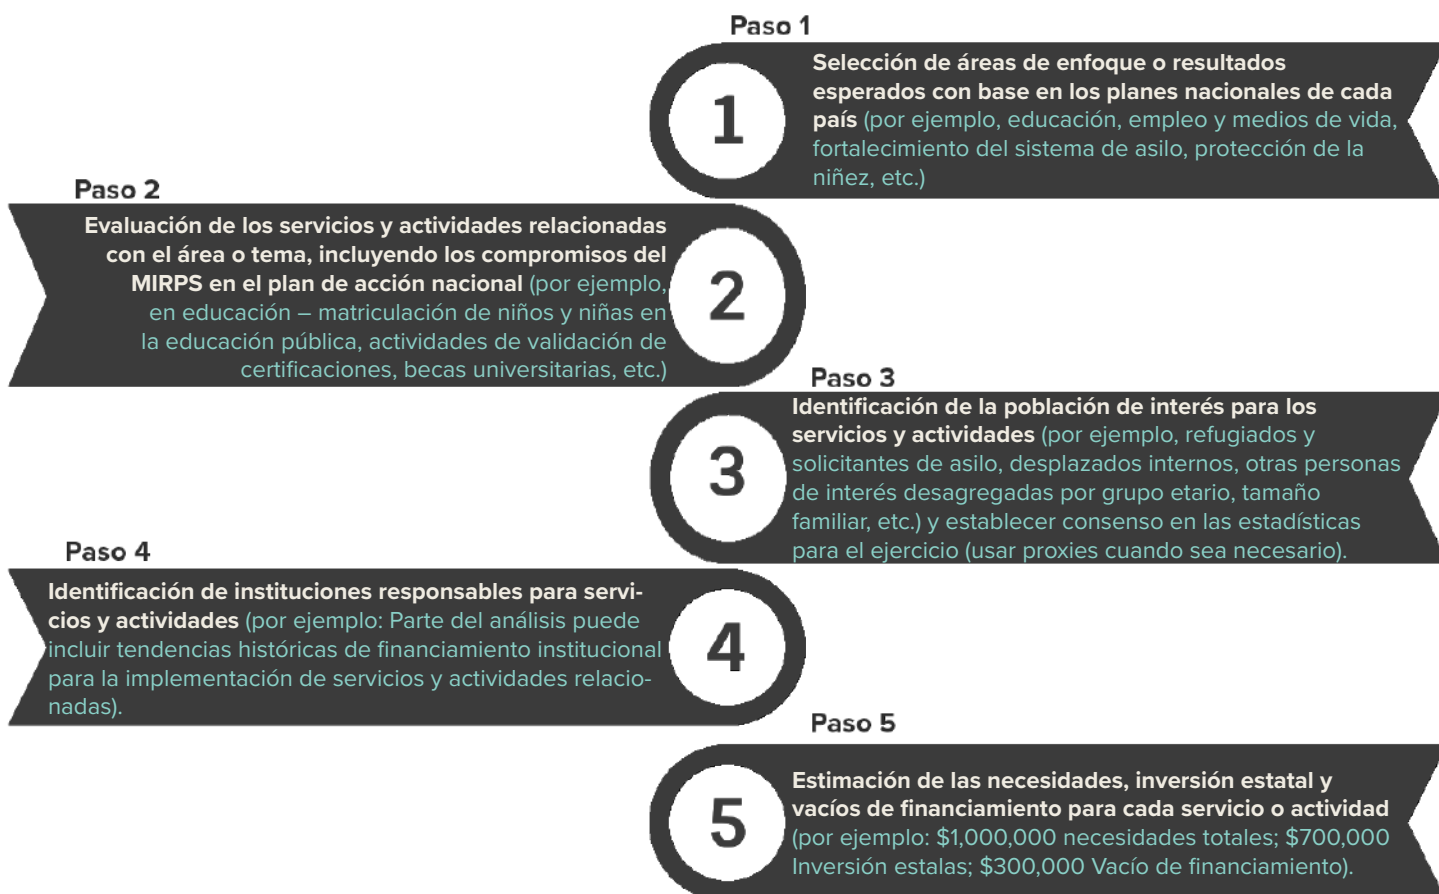 Paso 1
1
Selección de áreas de enfoque o resultados
esperados con base en los planes nacionales de cada
país (por ejemplo, educación, empleo y medios de vida,
fortalecimiento del sistema de asilo, protección de la
niñez, etc.)
Paso 2
Evaluación de los servicios y actividades relacionadas
con el área o tema, incluyendo los compromisos del
MIRPS en el plan de acción nacional (por ejemplo,
en educación – matriculación de niños y niñas en
la educación pública, actividades de validación de
certificaciones, becas universitarias, etc.)
2
Paso 3
3
Identificación de la población de interés para los
servicios y actividades (por ejemplo, refugiados y
solicitantes de asilo, desplazados internos, otras personas
de interés desagregadas por grupo etario, tamaño
familiar, etc.) y establecer consenso en las estadísticas
para el ejercicio (usar proxies cuando sea necesario).
Paso 4
Identificación de instituciones responsables para servi-
cios y actividades (por ejemplo: Parte del análisis puede
incluir tendencias históricas de financiamiento institucional
para la implementación de servicios y actividades relacio-
nadas).
4
Paso 5
5
Estimación de las necesidades, inversión estatal y
vacíos de financiamiento para cada servicio o actividad
(por ejemplo: $1,000,000 necesidades totales; $700,000
Inversión estalas; $300,000 Vacío de financiamiento).